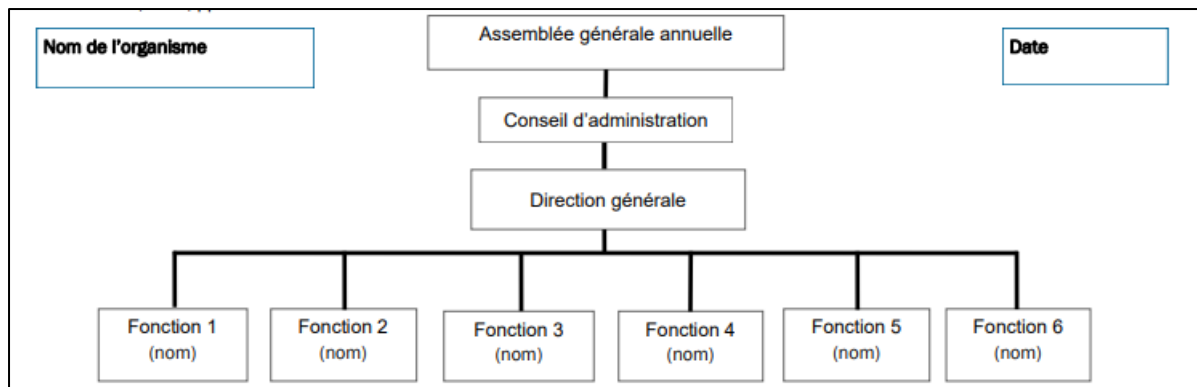 Assemblée générale annuelle
Nom de l'organisme
Date
Conseil d'administration
Direction générale
Fonction 1
(nom)
Fonction 2
(nom)
Fonction 3
(nom)
Fonction 4
(nom)
Fonction 5
(nom)
Fonction 6
(nom)